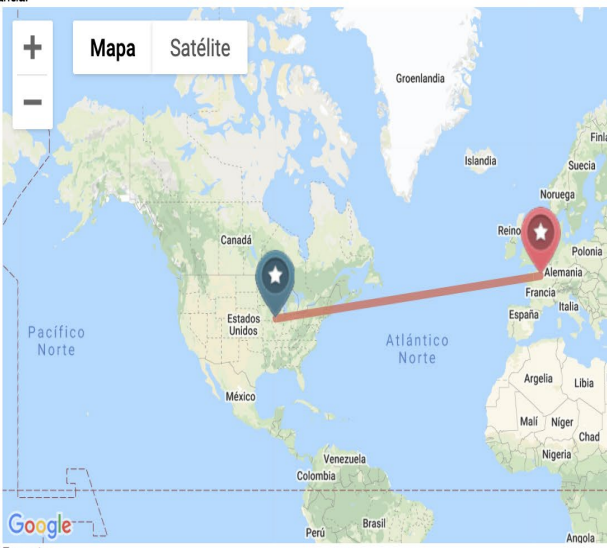 +
Mapa
Satélite
−
Groenlandia
Islandia
Suecia
Noruega
Reino
Canadá
Polonia
Alemania
Francia
Estados
Unidos
Italia
España
Pacífico
Norte
Atlántico
Norte
Argelia
Libia
México
Malí
Níger
Chad
Nigeria
Venezuela
Colombia
Google
Perú
Brasil
Angola